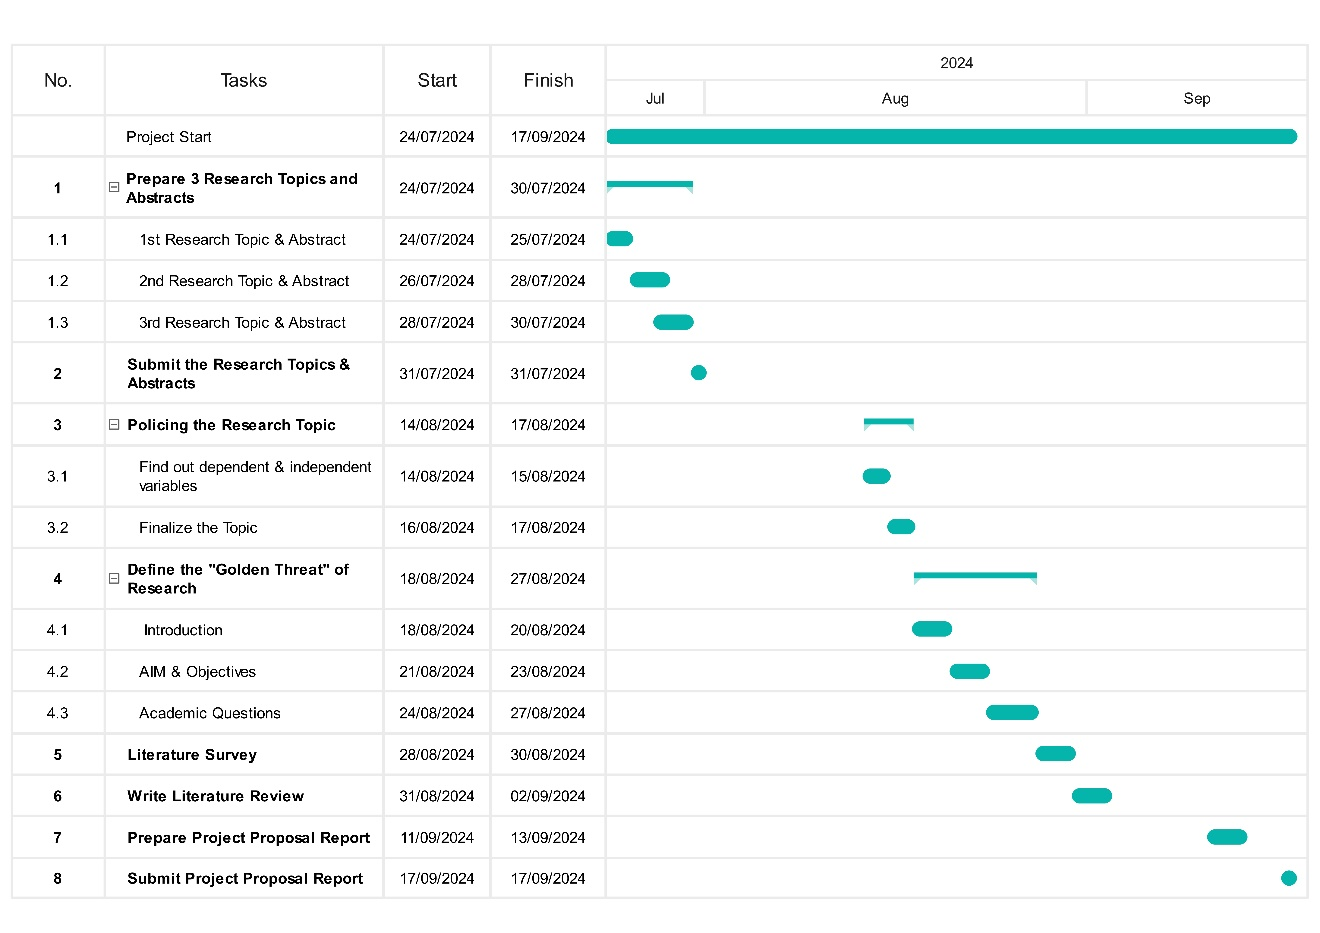 No. Tasks Start Finish 2024
Jul Aug Sep
Project Start 24/07/2024 17/09/2024
1 Prepare 3 Research Topics and
Abstracts 24/07/2024 30/07/2024
1.1 1st Research Topic & Abstract 24/07/2024 25/07/2024
1.2 2nd Research Topic & Abstract 26/07/2024 28/07/2024
1.3 3rd Research Topic & Abstract 28/07/2024 30/07/2024
2 Submit the Research Topics &
Abstracts 31/07/2024 31/07/2024
3 Policing the Research Topic 14/08/2024 17/08/2024
3.1 Find out dependent & independent
variables 14/08/2024 15/08/2024
3.2 Finalize the Topic 16/08/2024 17/08/2024
4 Define the "Golden Threat" of
Research 18/08/2024 27/08/2024
4.1 Introduction 18/08/2024 20/08/2024
4.2 AIM & Objectives 21/08/2024 23/08/2024
4.3 Academic Questions 24/08/2024 27/08/2024
5 Literature Survey 28/08/2024 30/08/2024
6 Write Literature Review 31/08/2024 02/09/2024
7 Prepare Project Proposal Report 11/09/2024 13/09/2024
8 Submit Project Proposal Report 17/09/2024 17/09/2024